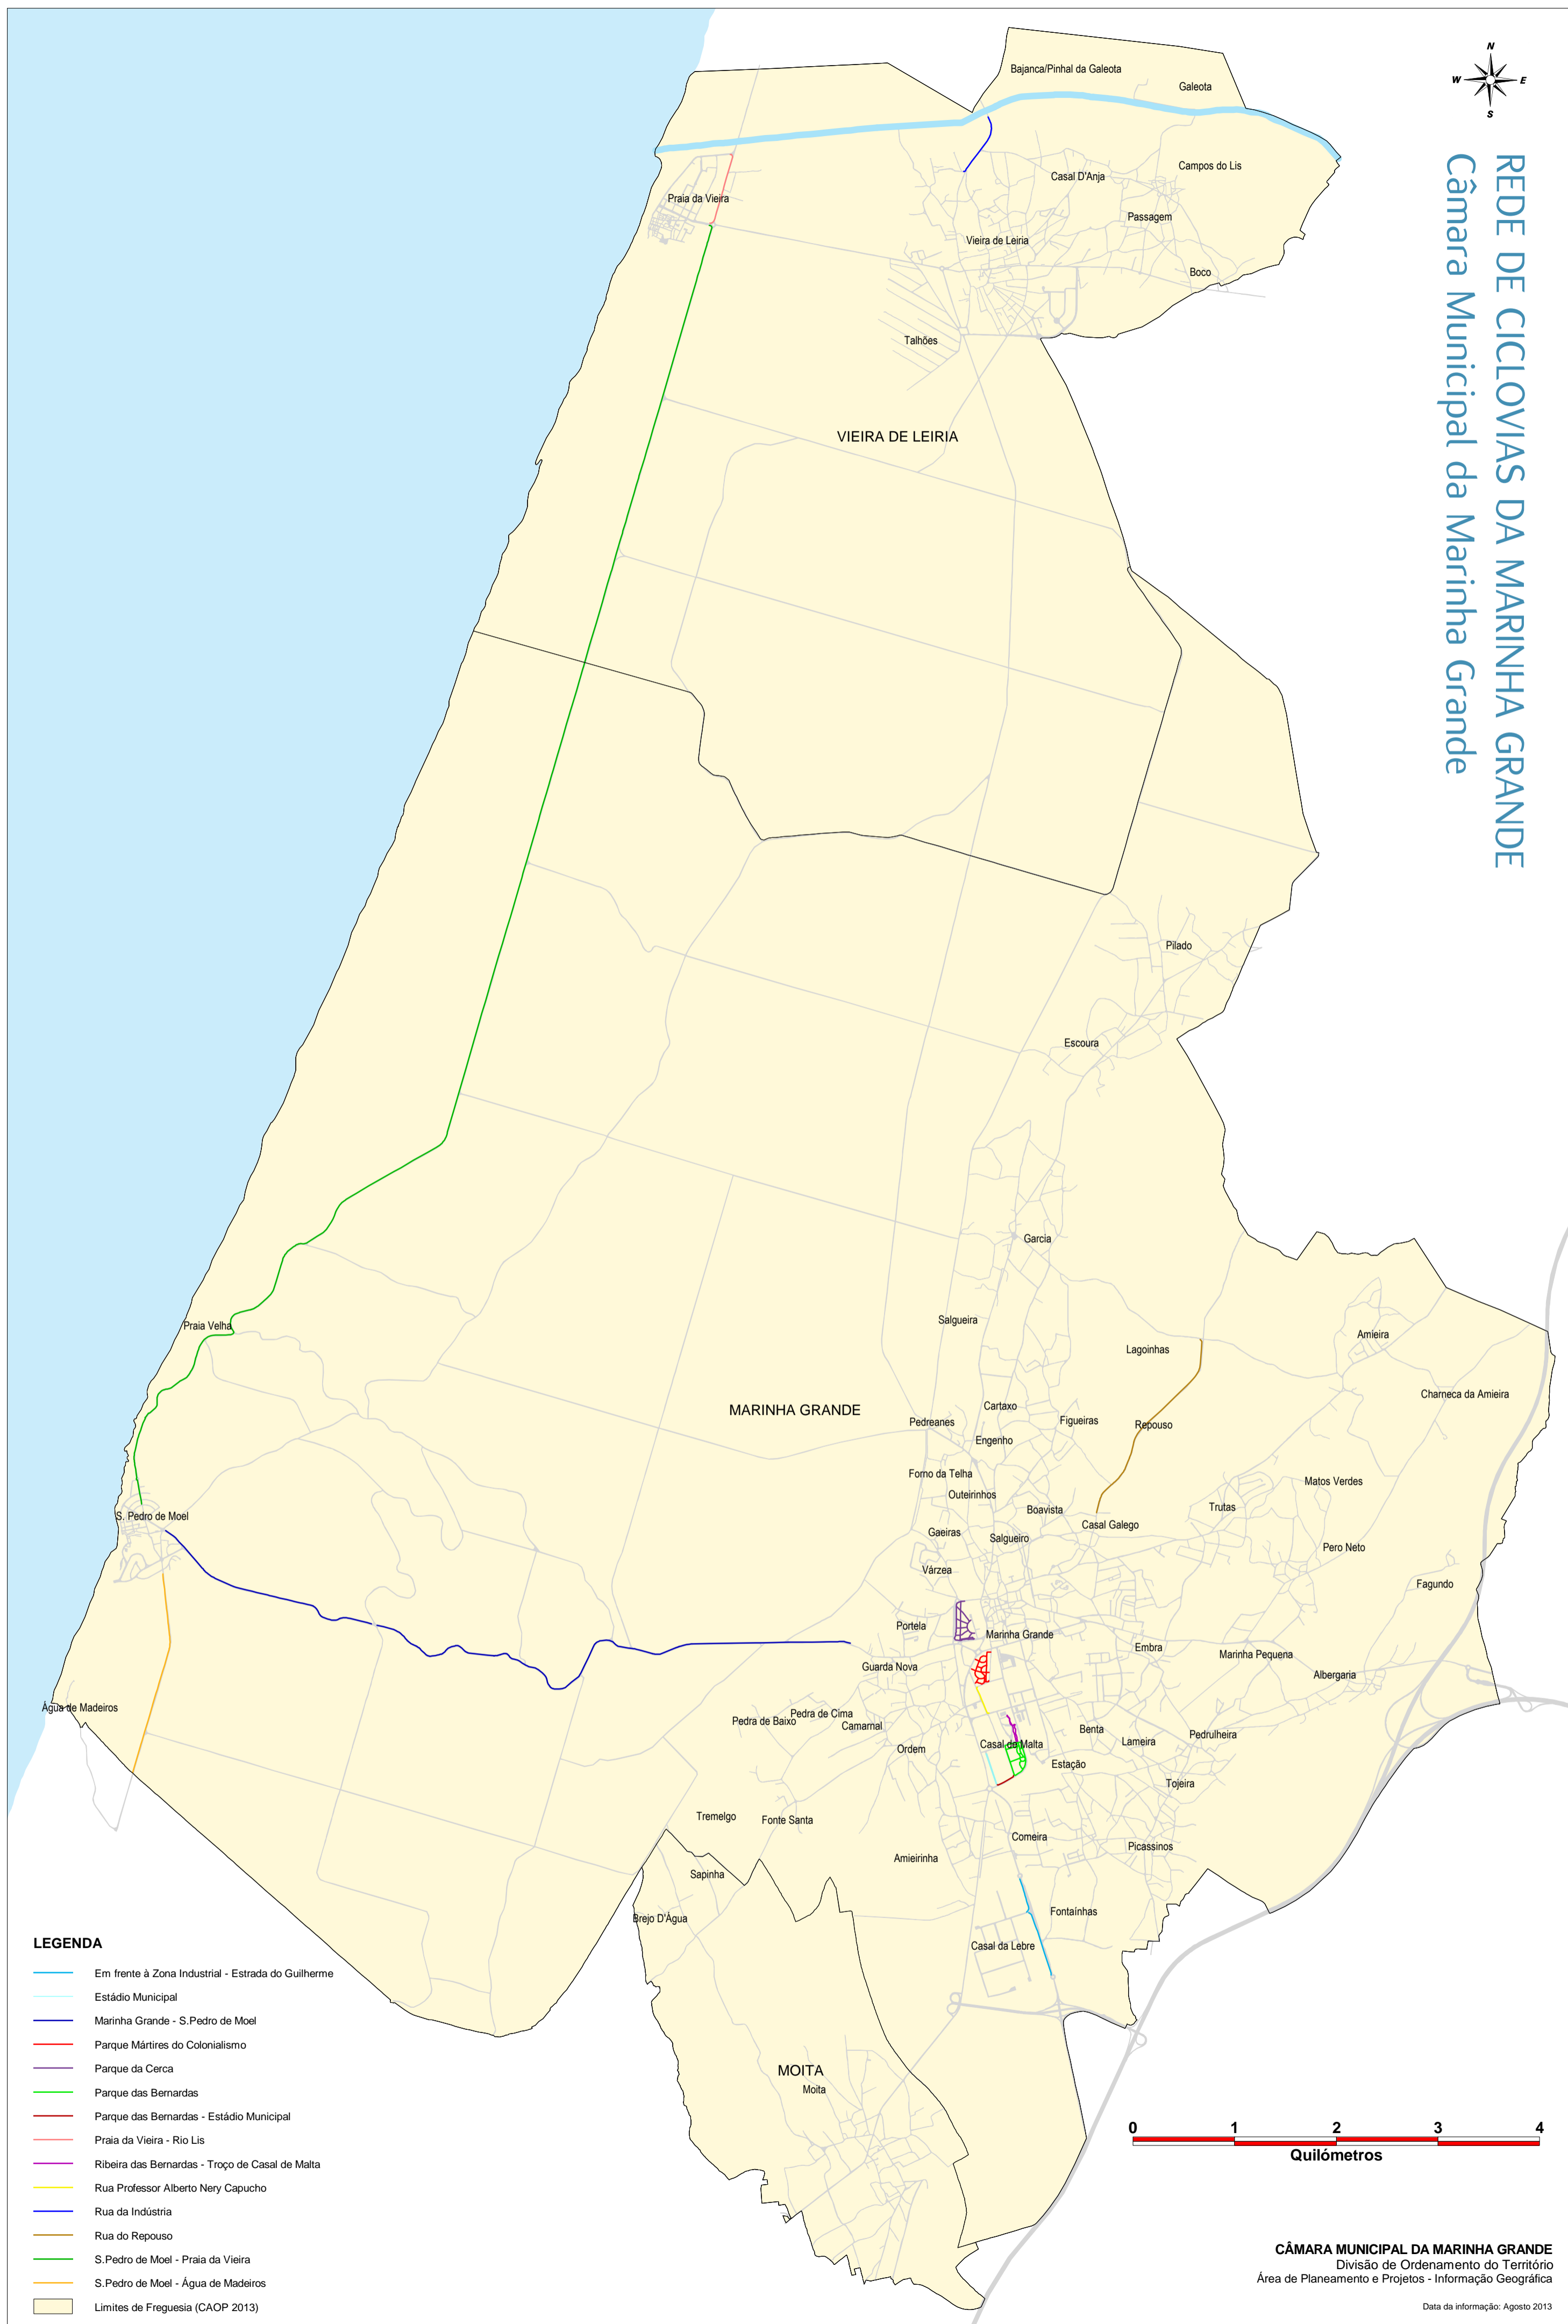 N
W
E
S
REDE DE CICLOVIAS DA MARINHA GRANDE
Câmara Municipal da Marinha Grande
Bajanca/Pinhal da Galeota
Galeota
Campos do Lis
Casal D'Anja
Praia da Vieira
Passagem
Vieira de Leiria
Boco
Talhões
VIEIRA DE LEIRIA
Pilado
Escoura
Garcia
Salgueira
Praia Velha
Amieira
Lagoinhas
Charneca da Amieira
Cartaxo
MARINHA GRANDE
Pedreanes
Figueiras
Repouso
Engenho
Forno da Telha
Matos Verdes
Outeirinhos
Trutas
Boavista
S. Pedro de Moel
Casal Galego
Gaeiras
Salgueiro
Pero Neto
Várzea
Fagundo
Portela
Marinha Grande
Embra
Marinha Pequena
Guarda Nova
Albergaria
Água de Madeiros
Pedra de Cima
Pedra de Baixo
Camarnal
Benta
Pedrulheira
Lameira
Casal de Malta
Ordem
Estação
Tojeira
Tremelgo
Fonte Santa
Comeira
Picassinos
Amieirinha
Sapinha
Fontaínhas
Brejo D'Água
Casal da Lebre
MOITA
Moita
LEGENDA
Em frente à Zona Industrial - Estrada do Guilherme
Estádio Municipal
Marinha Grande - S.Pedro de Moel
Parque Mártires do Colonialismo
Parque da Cerca
Parque das Bernardas
Parque das Bernardas - Estádio Municipal
Praia da Vieira - Rio Lis
Ribeira das Bernardas - Troço de Casal de Malta
Rua Professor Alberto Nery Capucho
Rua da Indústria
Rua do Repouso
S.Pedro de Moel - Praia da Vieira
S.Pedro de Moel - Água de Madeiros
Limites de Freguesia (CAOP 2013)
0 1 2 3 4
Quilómetros
CÂMARA MUNICIPAL DA MARINHA GRANDE
Divisão de Ordenamento do Território
Área de Planeamento e Projetos - Informação Geográfica
Data da informação: Agosto 2013